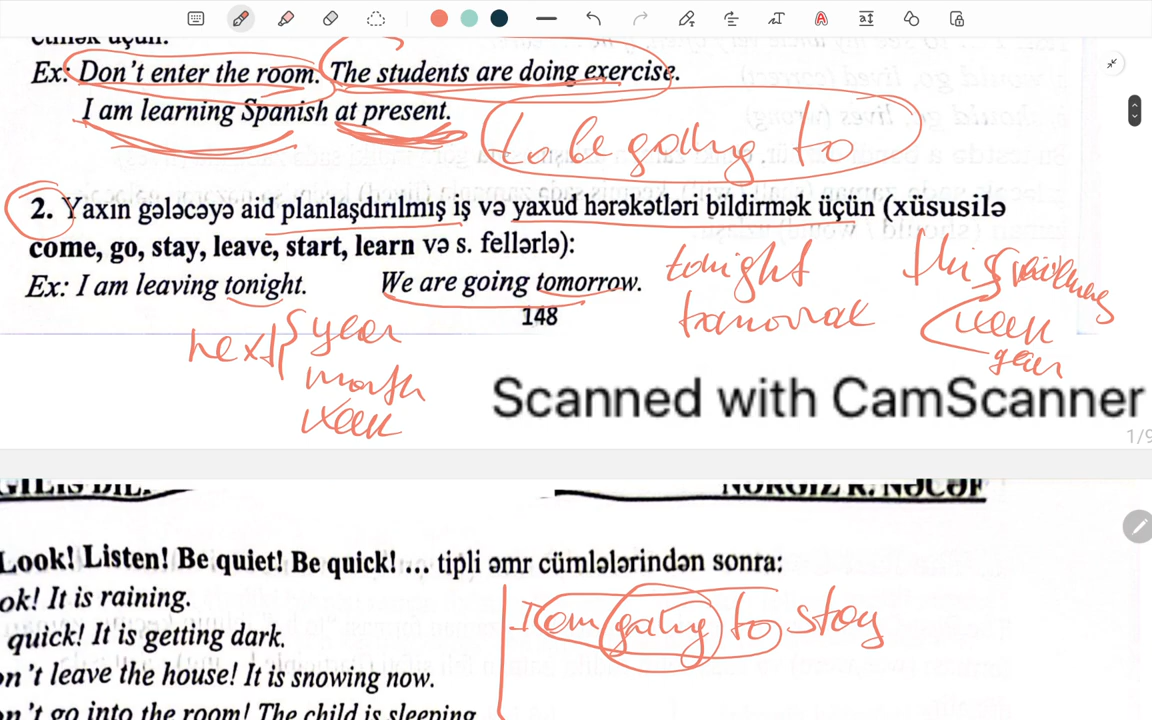 Ex: Don't enter the room. The students are doing exercise.
I am learning Spanish at present.
to be going to
2. Yaxın gələcəyə aid planlaşdırılmış iş və yaxud hərəkətləri bildirmək üçün (xüsusilə
come, go, stay, leave, start, learn və s. fellərlə):
Ex: I am leaving tonight. We are going tomorrow.
tonight
this
week
year
next year
month
week
148
Scanned with CamScanner
1/9
Look! Listen! Be quiet! Be quick!... tipli əmr cümlələrindən sonra:
ok! It is raining.
I am going to stay
quick! It is getting dark.
n't leave the house! It is snowing now.
n't go into the room! The child is sleeping